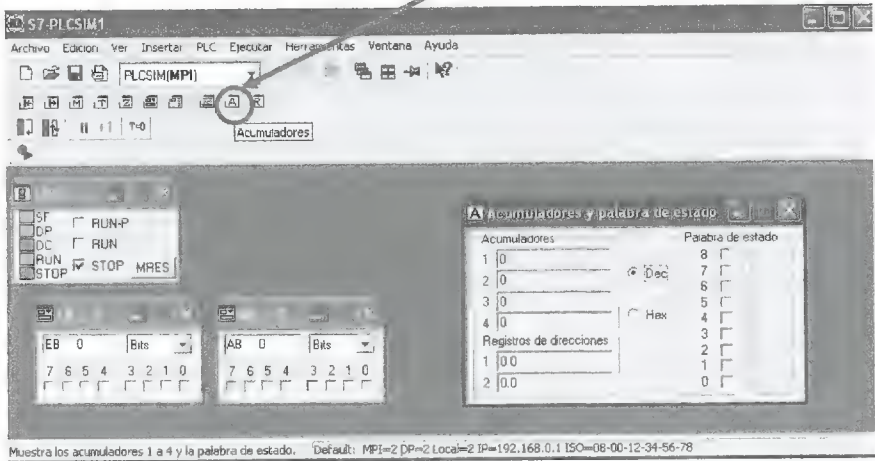 S7-PLCSIM1
Archivo Edicion Ver Insertar PLC Ejecutar Herramientas Ventana Ayuda
PLCSIM(MPI)
A
II +1 T=0
Acumuladores
SF
DP
DC
RUN
STOP
RUN-P
RUN
STOP MRES
EB 0 Bits
7 6 5 4 3 2 1 0
AB 0 Bits
7 6 5 4 3 2 1 0
A Acumuladores y palabra de estado
Acumuladores
1 0
2 0
3 0
4 0
Dec
Hex
Registros de direcciones
1 0.0
2 0.0
Palabra de estado
8
7
6
5
4
3
2
1
0
Muestra los acumuladores 1 a 4 y la palabra de estado. Default: MPI=2 DP=2 Local=2 IP=192.168.0.1 ISO=08-00-12-34-56-78